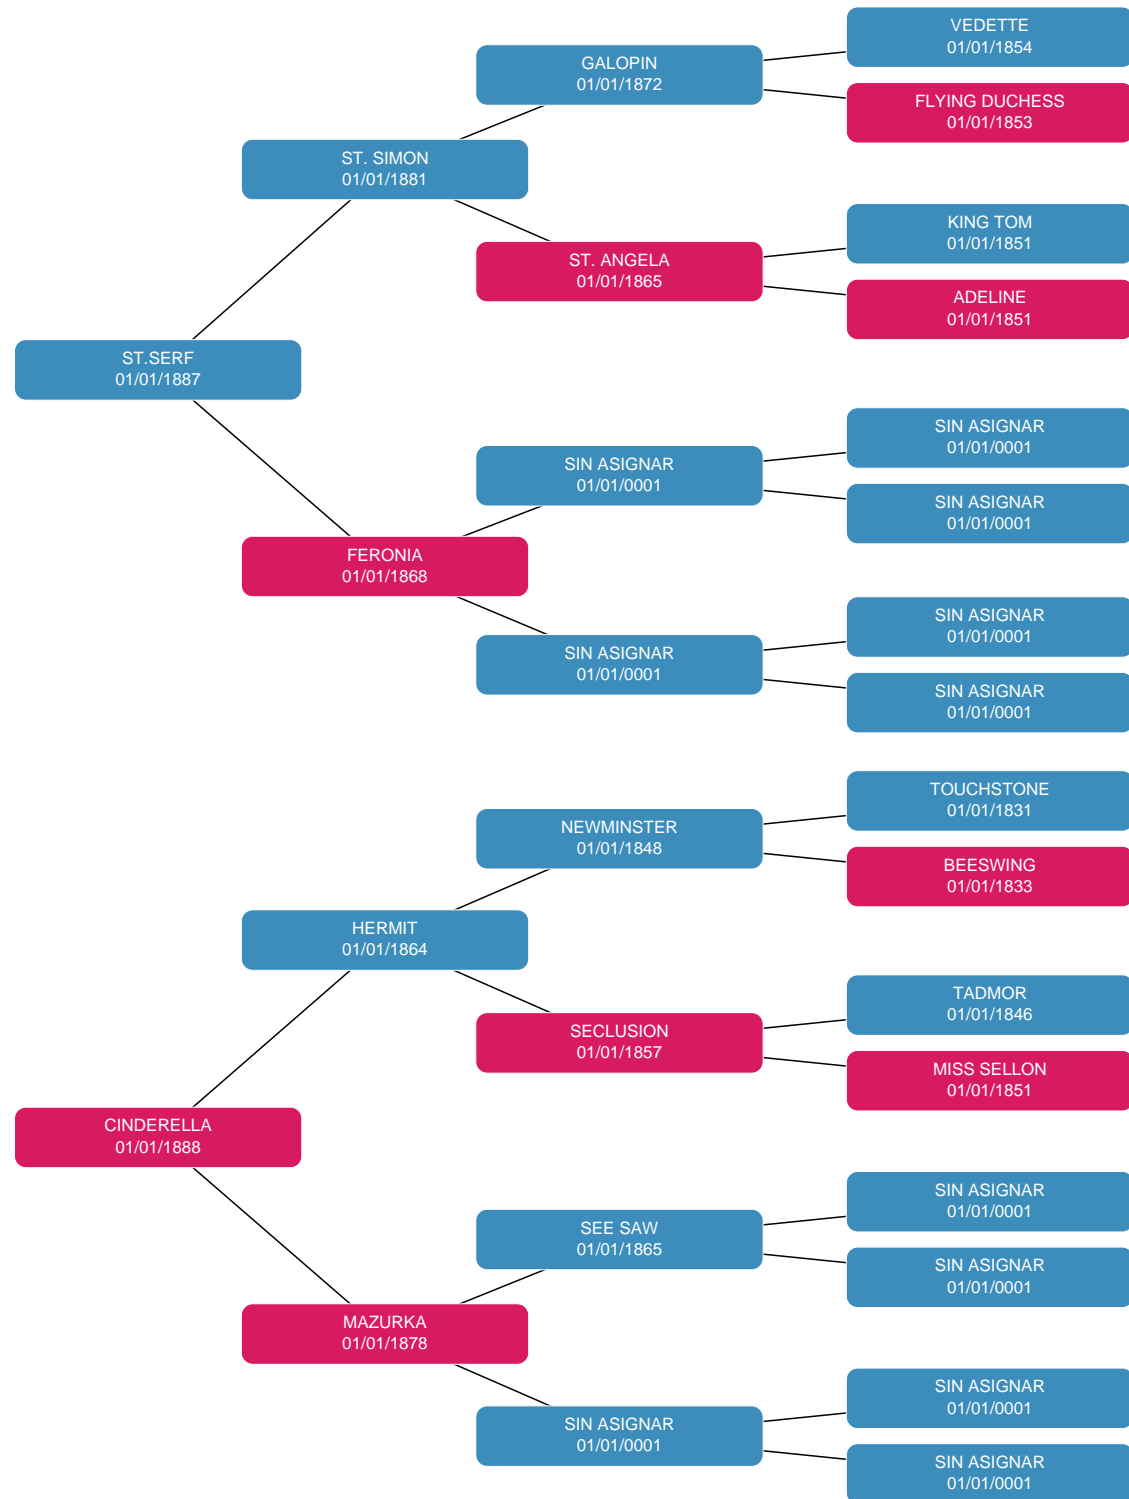 VEDETTE
01/01/1854
GALOPIN
01/01/1872
FLYING DUCHESS
01/01/1853
ST. SIMON
01/01/1881
KING TOM
01/01/1851
ST. ANGELA
01/01/1865
ADELINE
01/01/1851
ST.SERF
01/01/1887
SIN ASIGNAR
01/01/0001
SIN ASIGNAR
01/01/0001
SIN ASIGNAR
01/01/0001
FERONIA
01/01/1868
SIN ASIGNAR
01/01/0001
SIN ASIGNAR
01/01/0001
SIN ASIGNAR
01/01/0001
TOUCHSTONE
01/01/1831
NEWMINSTER
01/01/1848
BEESWING
01/01/1833
HERMIT
01/01/1864
TADMOR
01/01/1846
SECLUSION
01/01/1857
MISS SELLON
01/01/1851
CINDERELLA
01/01/1888
SIN ASIGNAR
01/01/0001
SEE SAW
01/01/1865
SIN ASIGNAR
01/01/0001
MAZURKA
01/01/1878
SIN ASIGNAR
01/01/0001
SIN ASIGNAR
01/01/0001
SIN ASIGNAR
01/01/0001